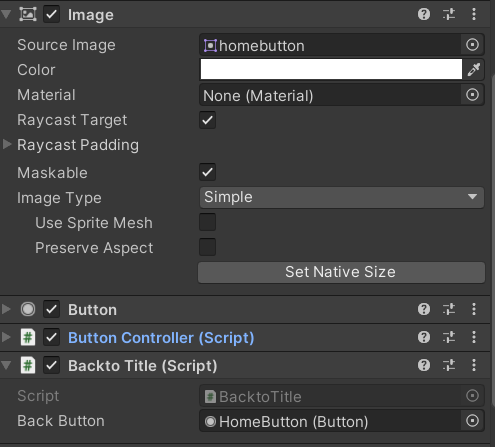 Image
Source Image homebutton
Color
Material None (Material)
Raycast Target
Raycast Padding
Maskable
Image Type Simple
Use Sprite Mesh
Preserve Aspect
Set Native Size
Button
# Button Controller (Script)
# Backto Title (Script)
Script # BacktoTitle
Back Button HomeButton (Button)